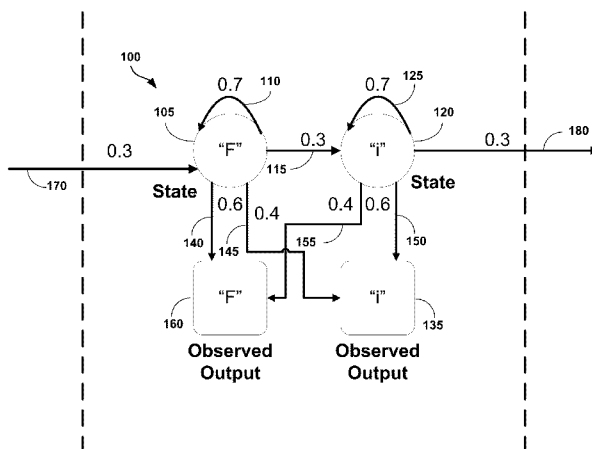 100
0.7
110
0.7
125
105
120
0.3
"F"
0.3
"i"
0.3
180
115
170
State
State
0.6
0.4
0.4
0.6
140
145
155
150
"F"
"i"
160
135
Observed
Output
Observed
Output